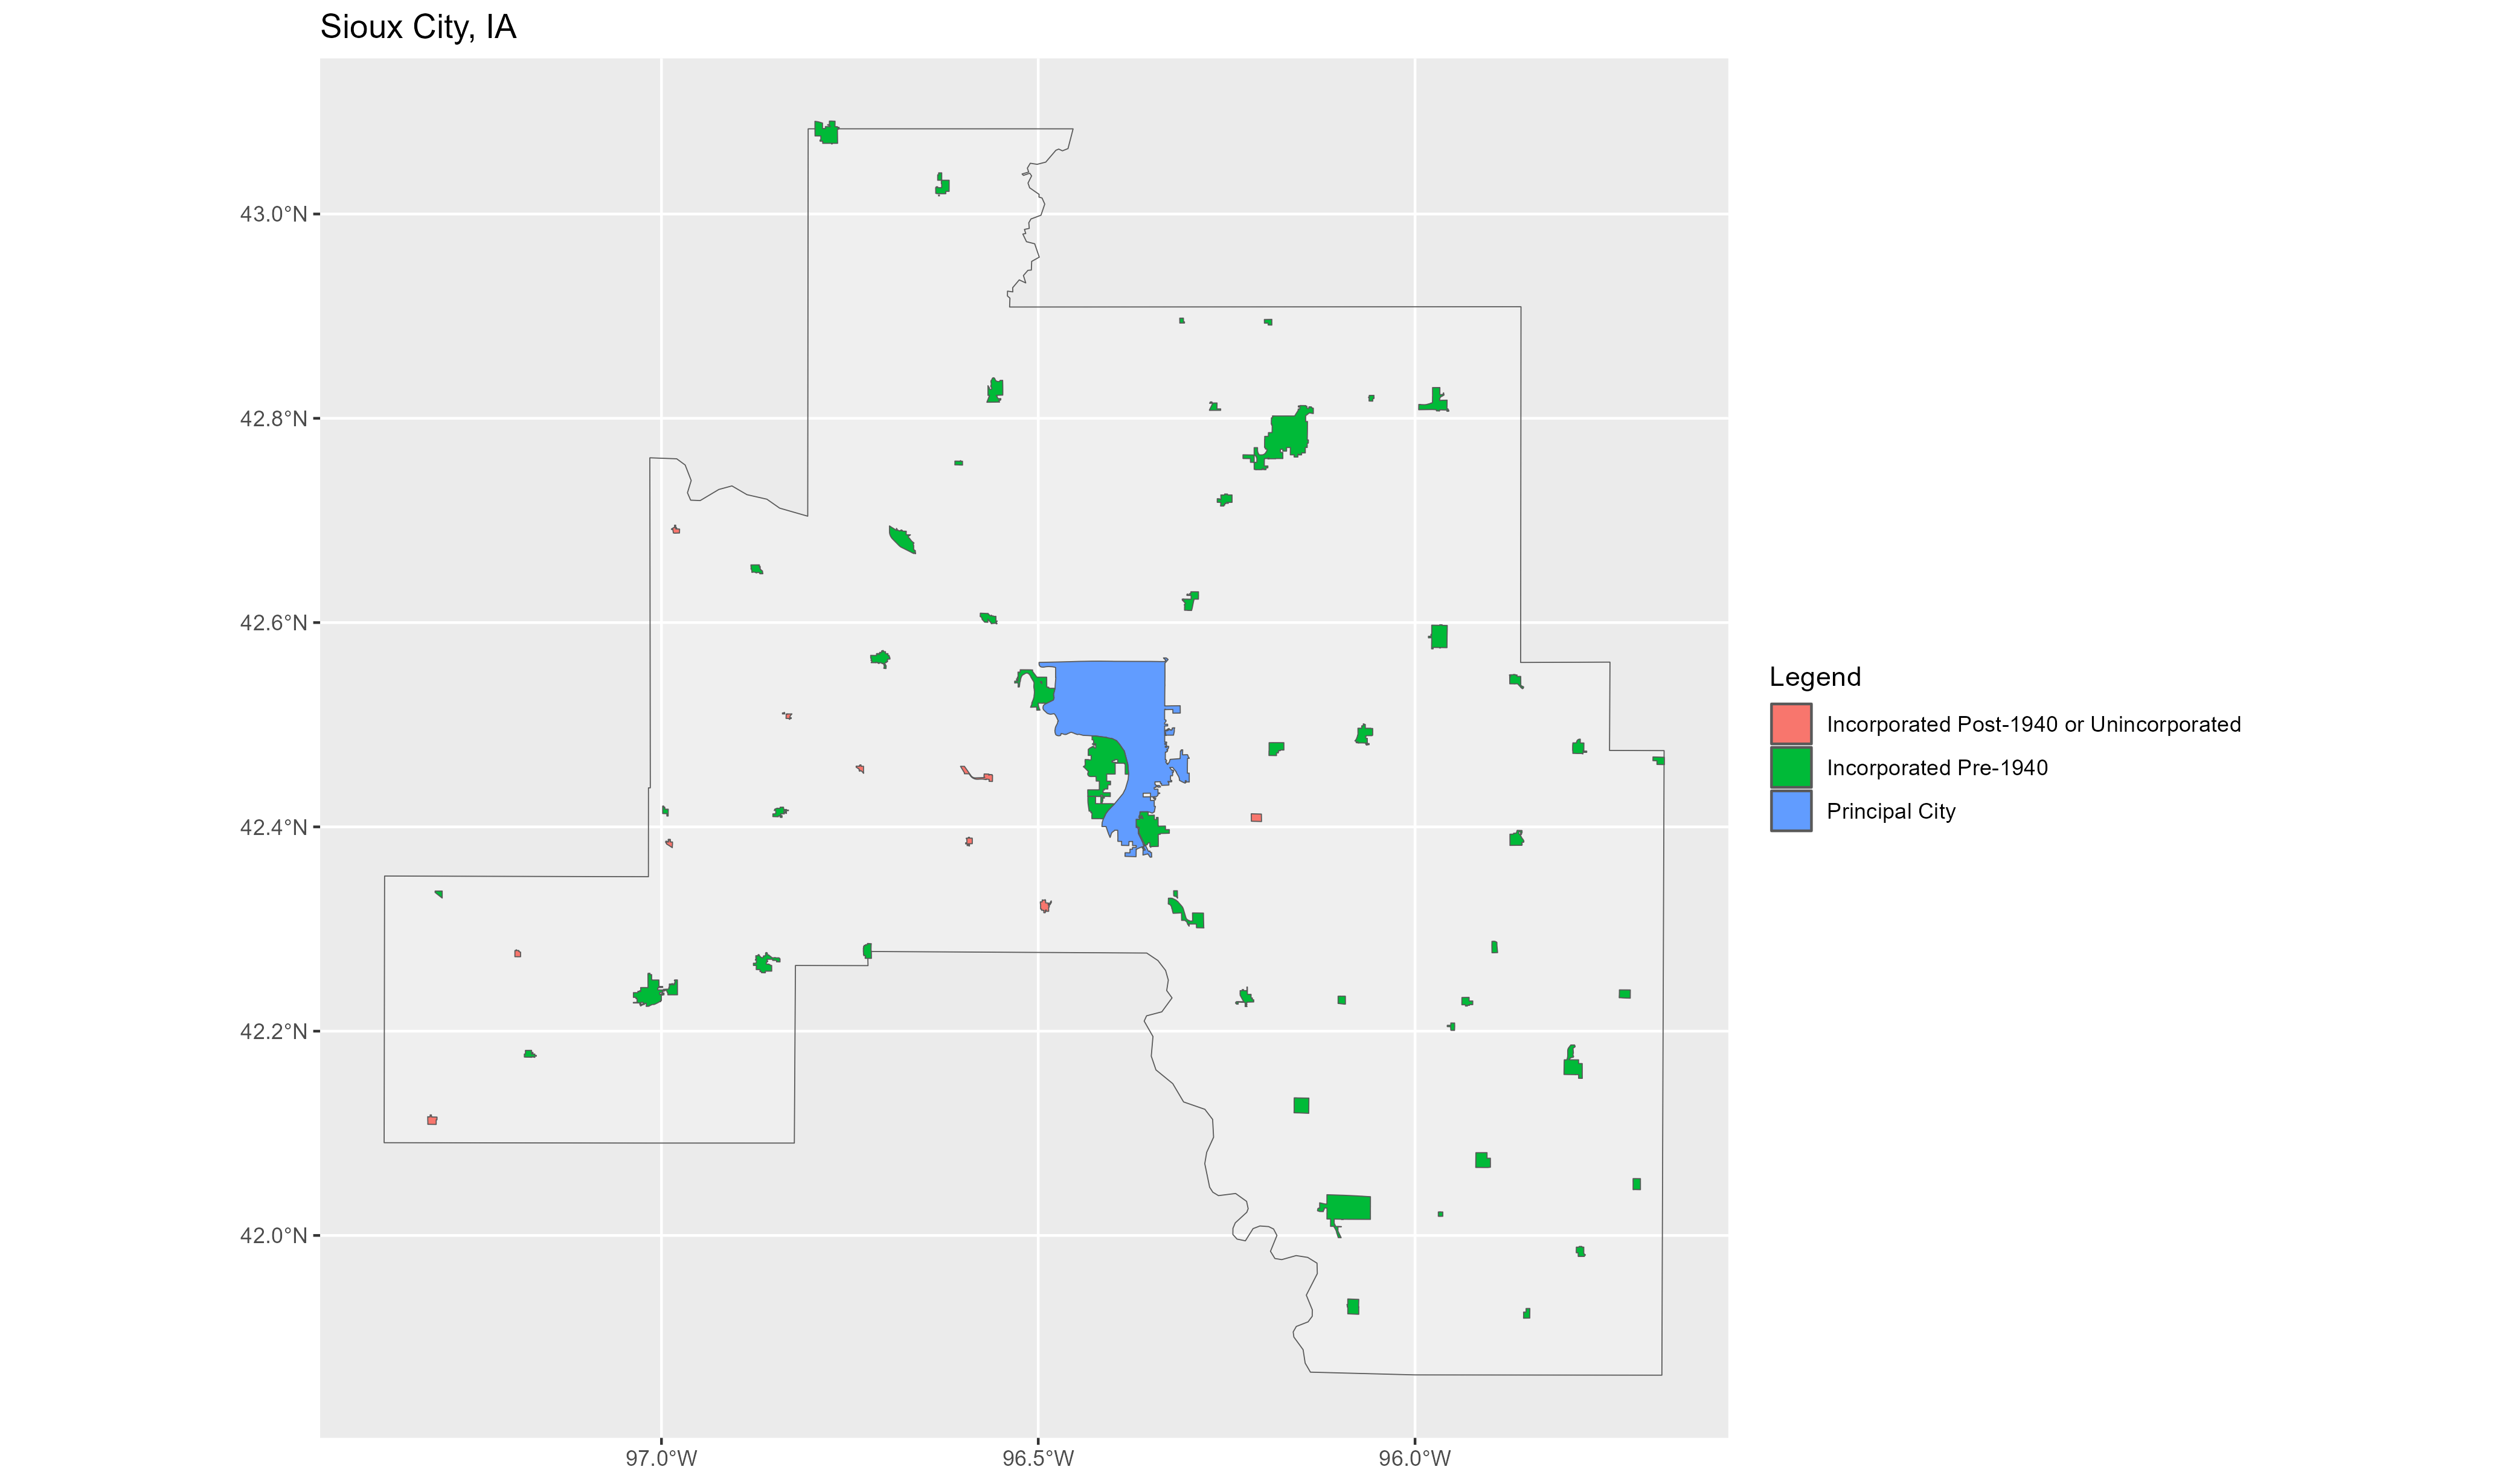 Sioux City, IA
43.0°N
42.8°N
42.6°N
42.4°N
42.2°N
42.0°N
97.0°W
96.5°W
96.0°W
Legend
Incorporated Post-1940 or Unincorporated
Incorporated Pre-1940
Principal City